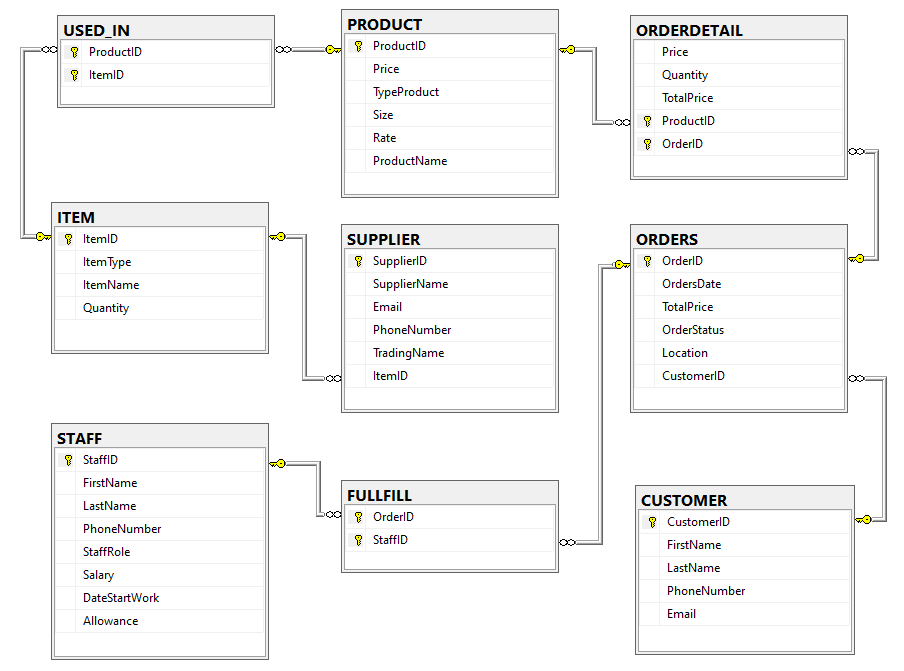 USED_IN
ProductID
ItemID
PRODUCT
ProductID
Price
TypeProduct
Size
Rate
ProductName
ORDERDETAIL
Price
Quantity
TotalPrice
ProductID
OrderID
ITEM
ItemID
ItemType
ItemName
Quantity
SUPPLIER
SupplierID
SupplierName
Email
PhoneNumber
TradingName
ItemID
ORDERS
OrderID
OrdersDate
TotalPrice
OrderStatus
Location
CustomerID
STAFF
StaffID
FirstName
LastName
PhoneNumber
StaffRole
Salary
DateStartWork
Allowance
FULLFILL
OrderID
StaffID
CUSTOMER
CustomerID
FirstName
LastName
PhoneNumber
Email